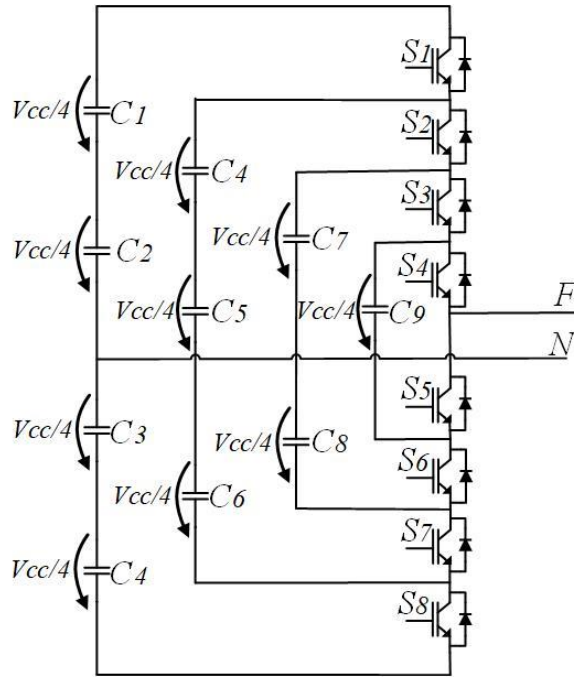 S1
Vcc/4 C1
S2
Vcc/4 C4
S3
Vcc/4 C7
Vcc/4 C2
S4
Vcc/4 C5
Vcc/4 C9
F
N
S5
Vcc/4 C3
Vcc/4 C8
S6
Vcc/4 C6
S7
Vcc/4 C4
S8